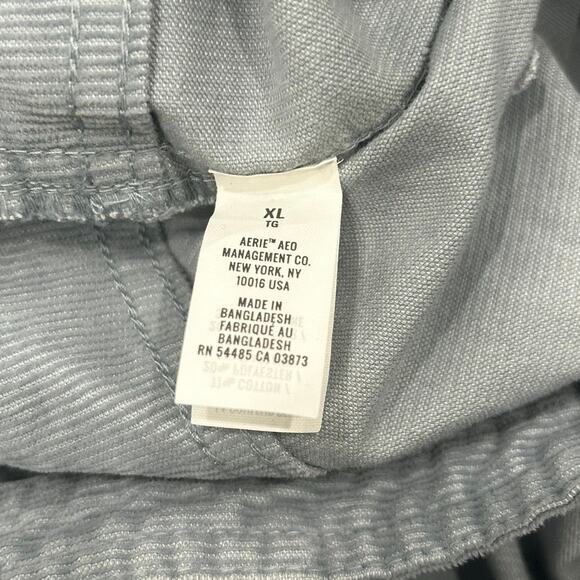 XL
TG
AERIE™ AEO
MANAGEMENT CO.
NEW YORK, NY
10016 USA
MADE IN
BANGLADESH
FABRIQUÉ AU
BANGLADESH
RN 54485 CA 03873